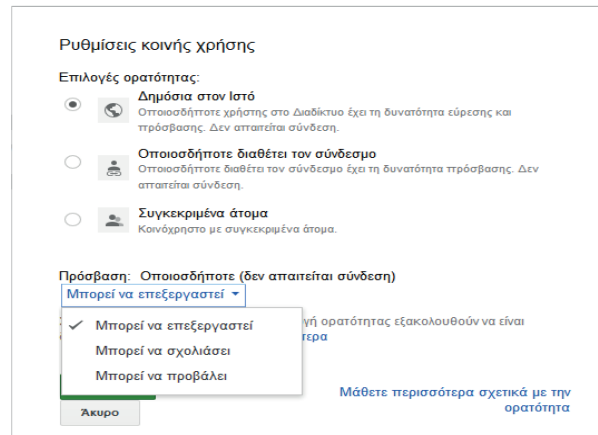 Ρυθμίσεις κοινής χρήσης
Επιλογές ορατότητας:
Δημόσια στον Ιστό
Οποιοσδήποτε χρήστης στο Διαδίκτυο έχει τη δυνατότητα εύρεσης και
πρόσβασης. Δεν απαιτείται σύνδεση.
Οποιοσδήποτε διαθέτει τον σύνδεσμο
Οποιοσδήποτε διαθέτει τον σύνδεσμο έχει τη δυνατότητα πρόσβασης. Δεν
απαιτείται σύνδεση.
Συγκεκριμένα άτομα
Κοινόχρηστο με συγκεκριμένα άτομα.
Πρόσβαση: Οποιοσδήποτε (δεν απαιτείται σύνδεση)
Μπορεί να επεξεργαστεί
Μπορεί να επεξεργαστεί
ορατότητας εξακολουθούν να είναι
Μπορεί να σχολιάσει
Μπορεί να προβάλει
Μάθετε περισσότερα σχετικά με την
ορατότητα
Άκυρο